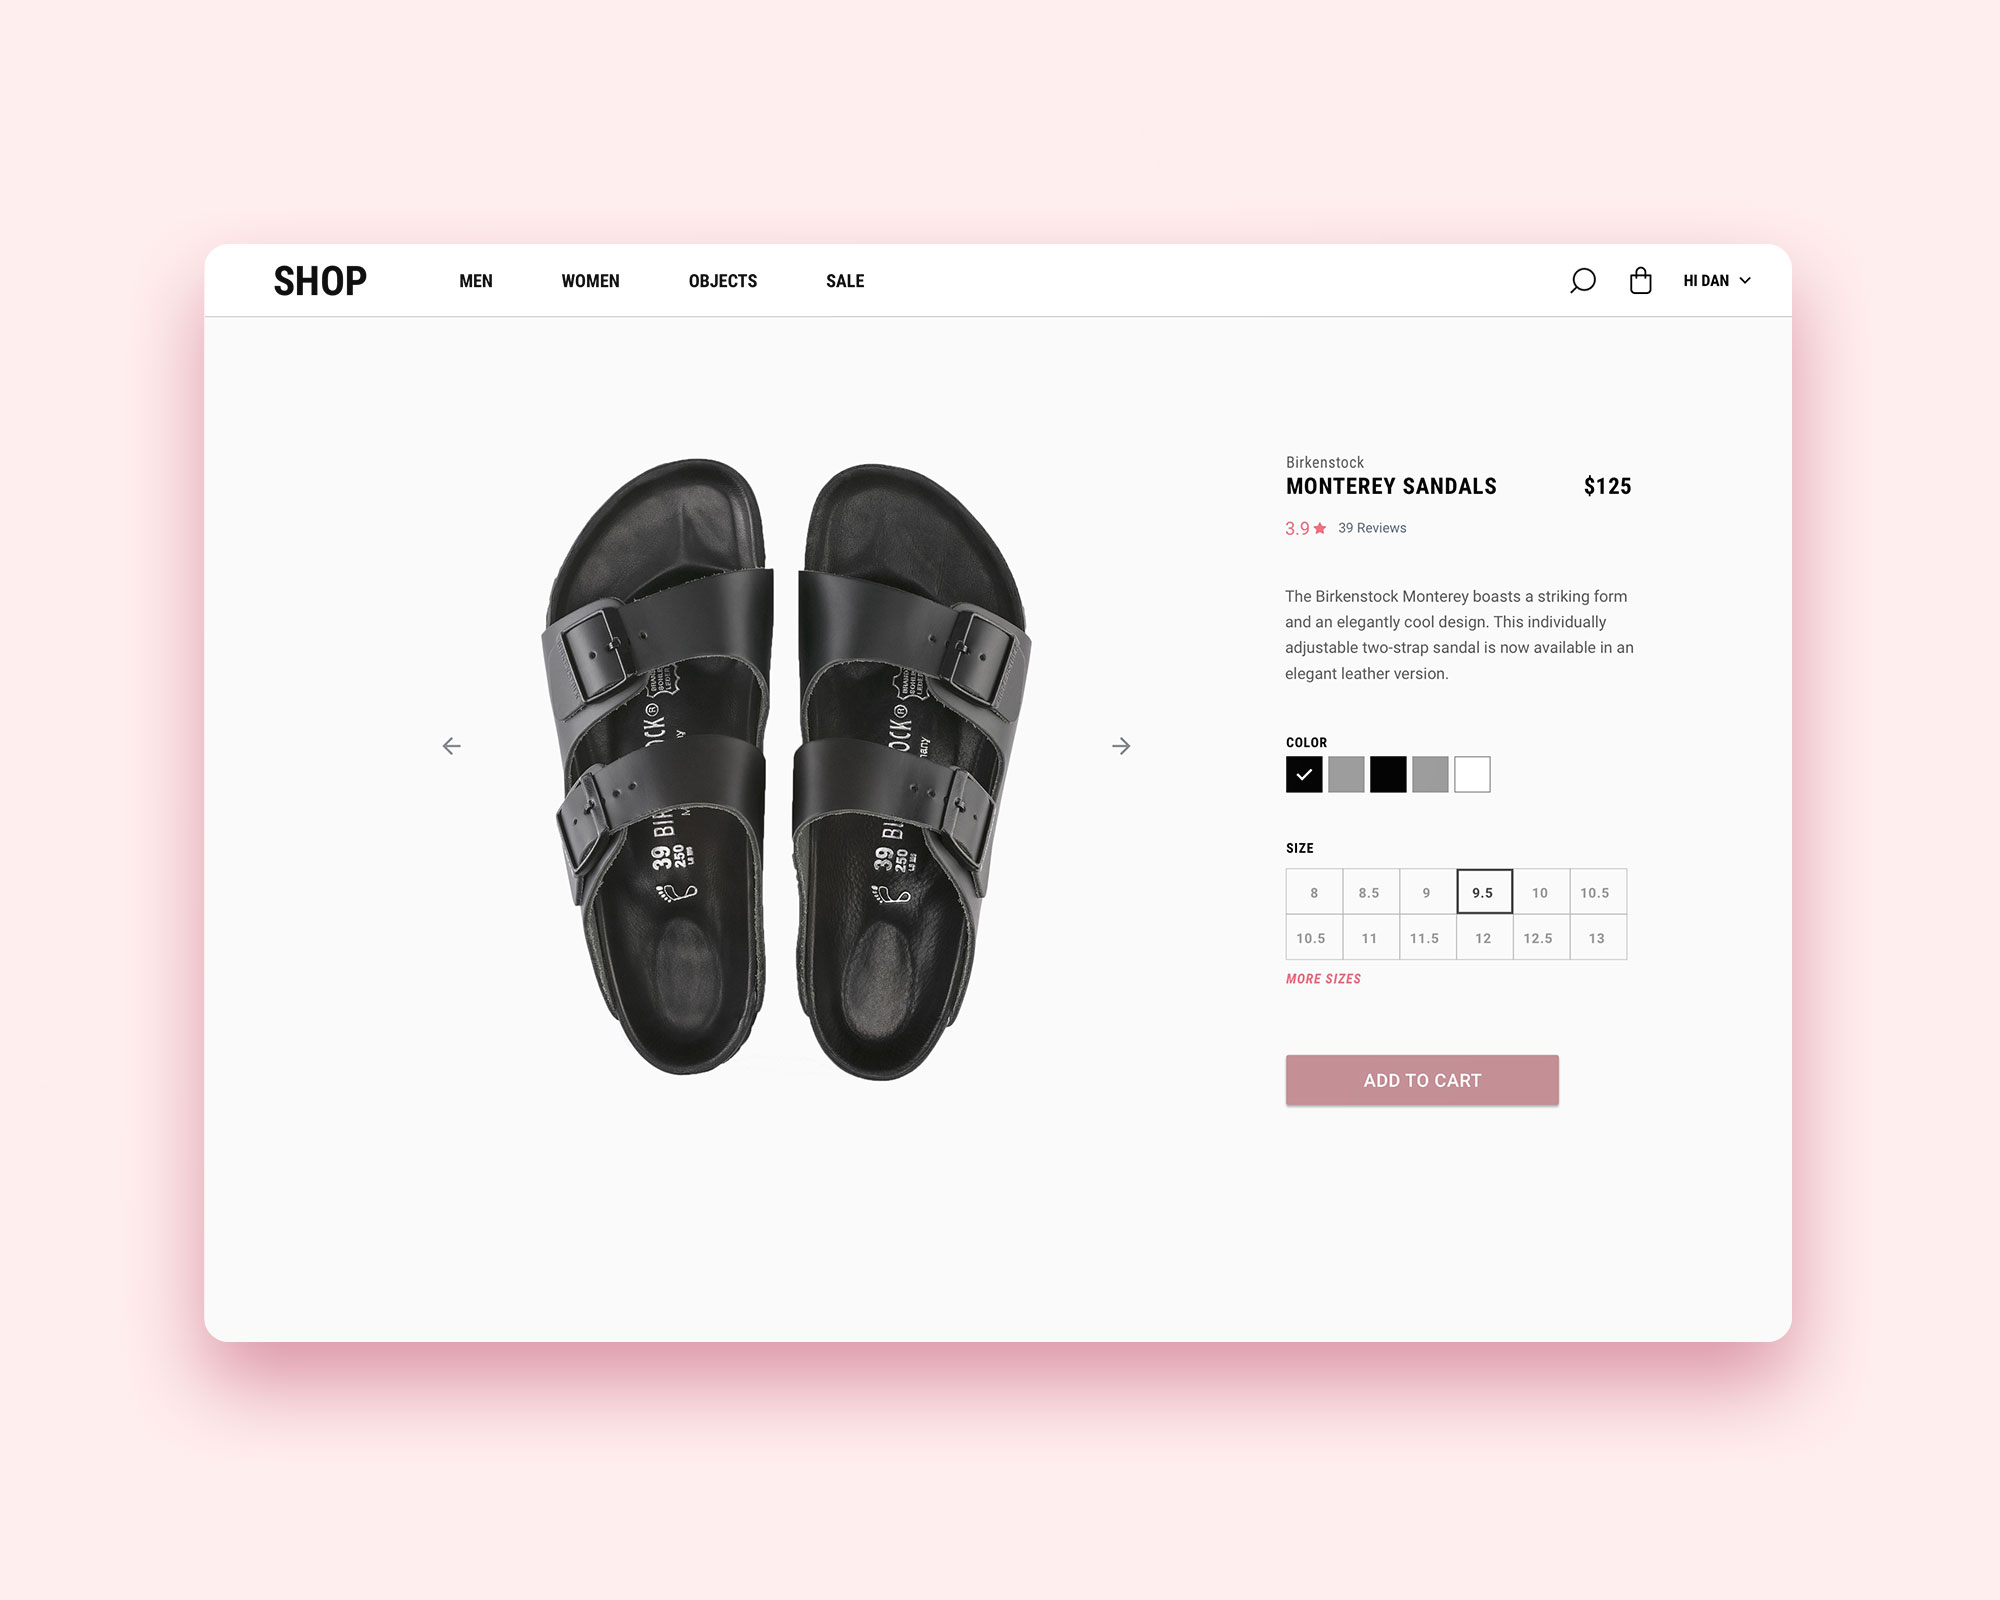 SHOP MEN WOMEN OBJECTS SALE HI DAN
Birkenstock
MONTEREY SANDALS $125
3.9 39 Reviews
The Birkenstock Monterey boasts a striking form
and an elegantly cool design. This individually
adjustable two-strap sandal is now available in an
elegant leather version.
COLOR
SIZE
8 8.5 9 9.5 10 10.5
10.5 11 11.5 12 12.5 13
MORE SIZES
ADD TO CART
OCK®
39 BIR
250
OCK®
many
39 BI
250